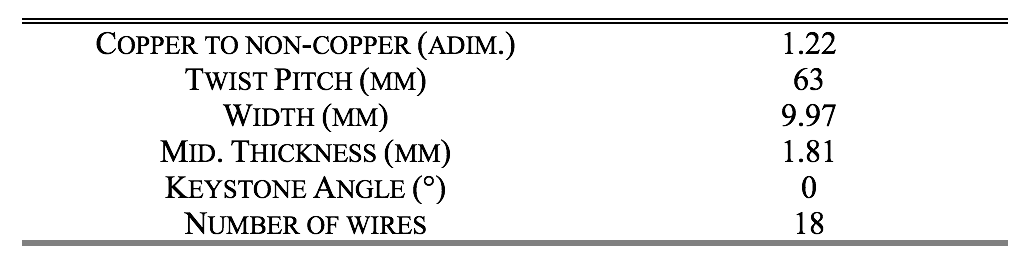 COPPER TO NON-COPPER (ADIM.) 1.22
TWIST PITCH (MM) 63
WIDTH (MM) 9.97
MID. THICKNESS (MM) 1.81
KEYSTONE ANGLE (°) 0
NUMBER OF WIRES 18